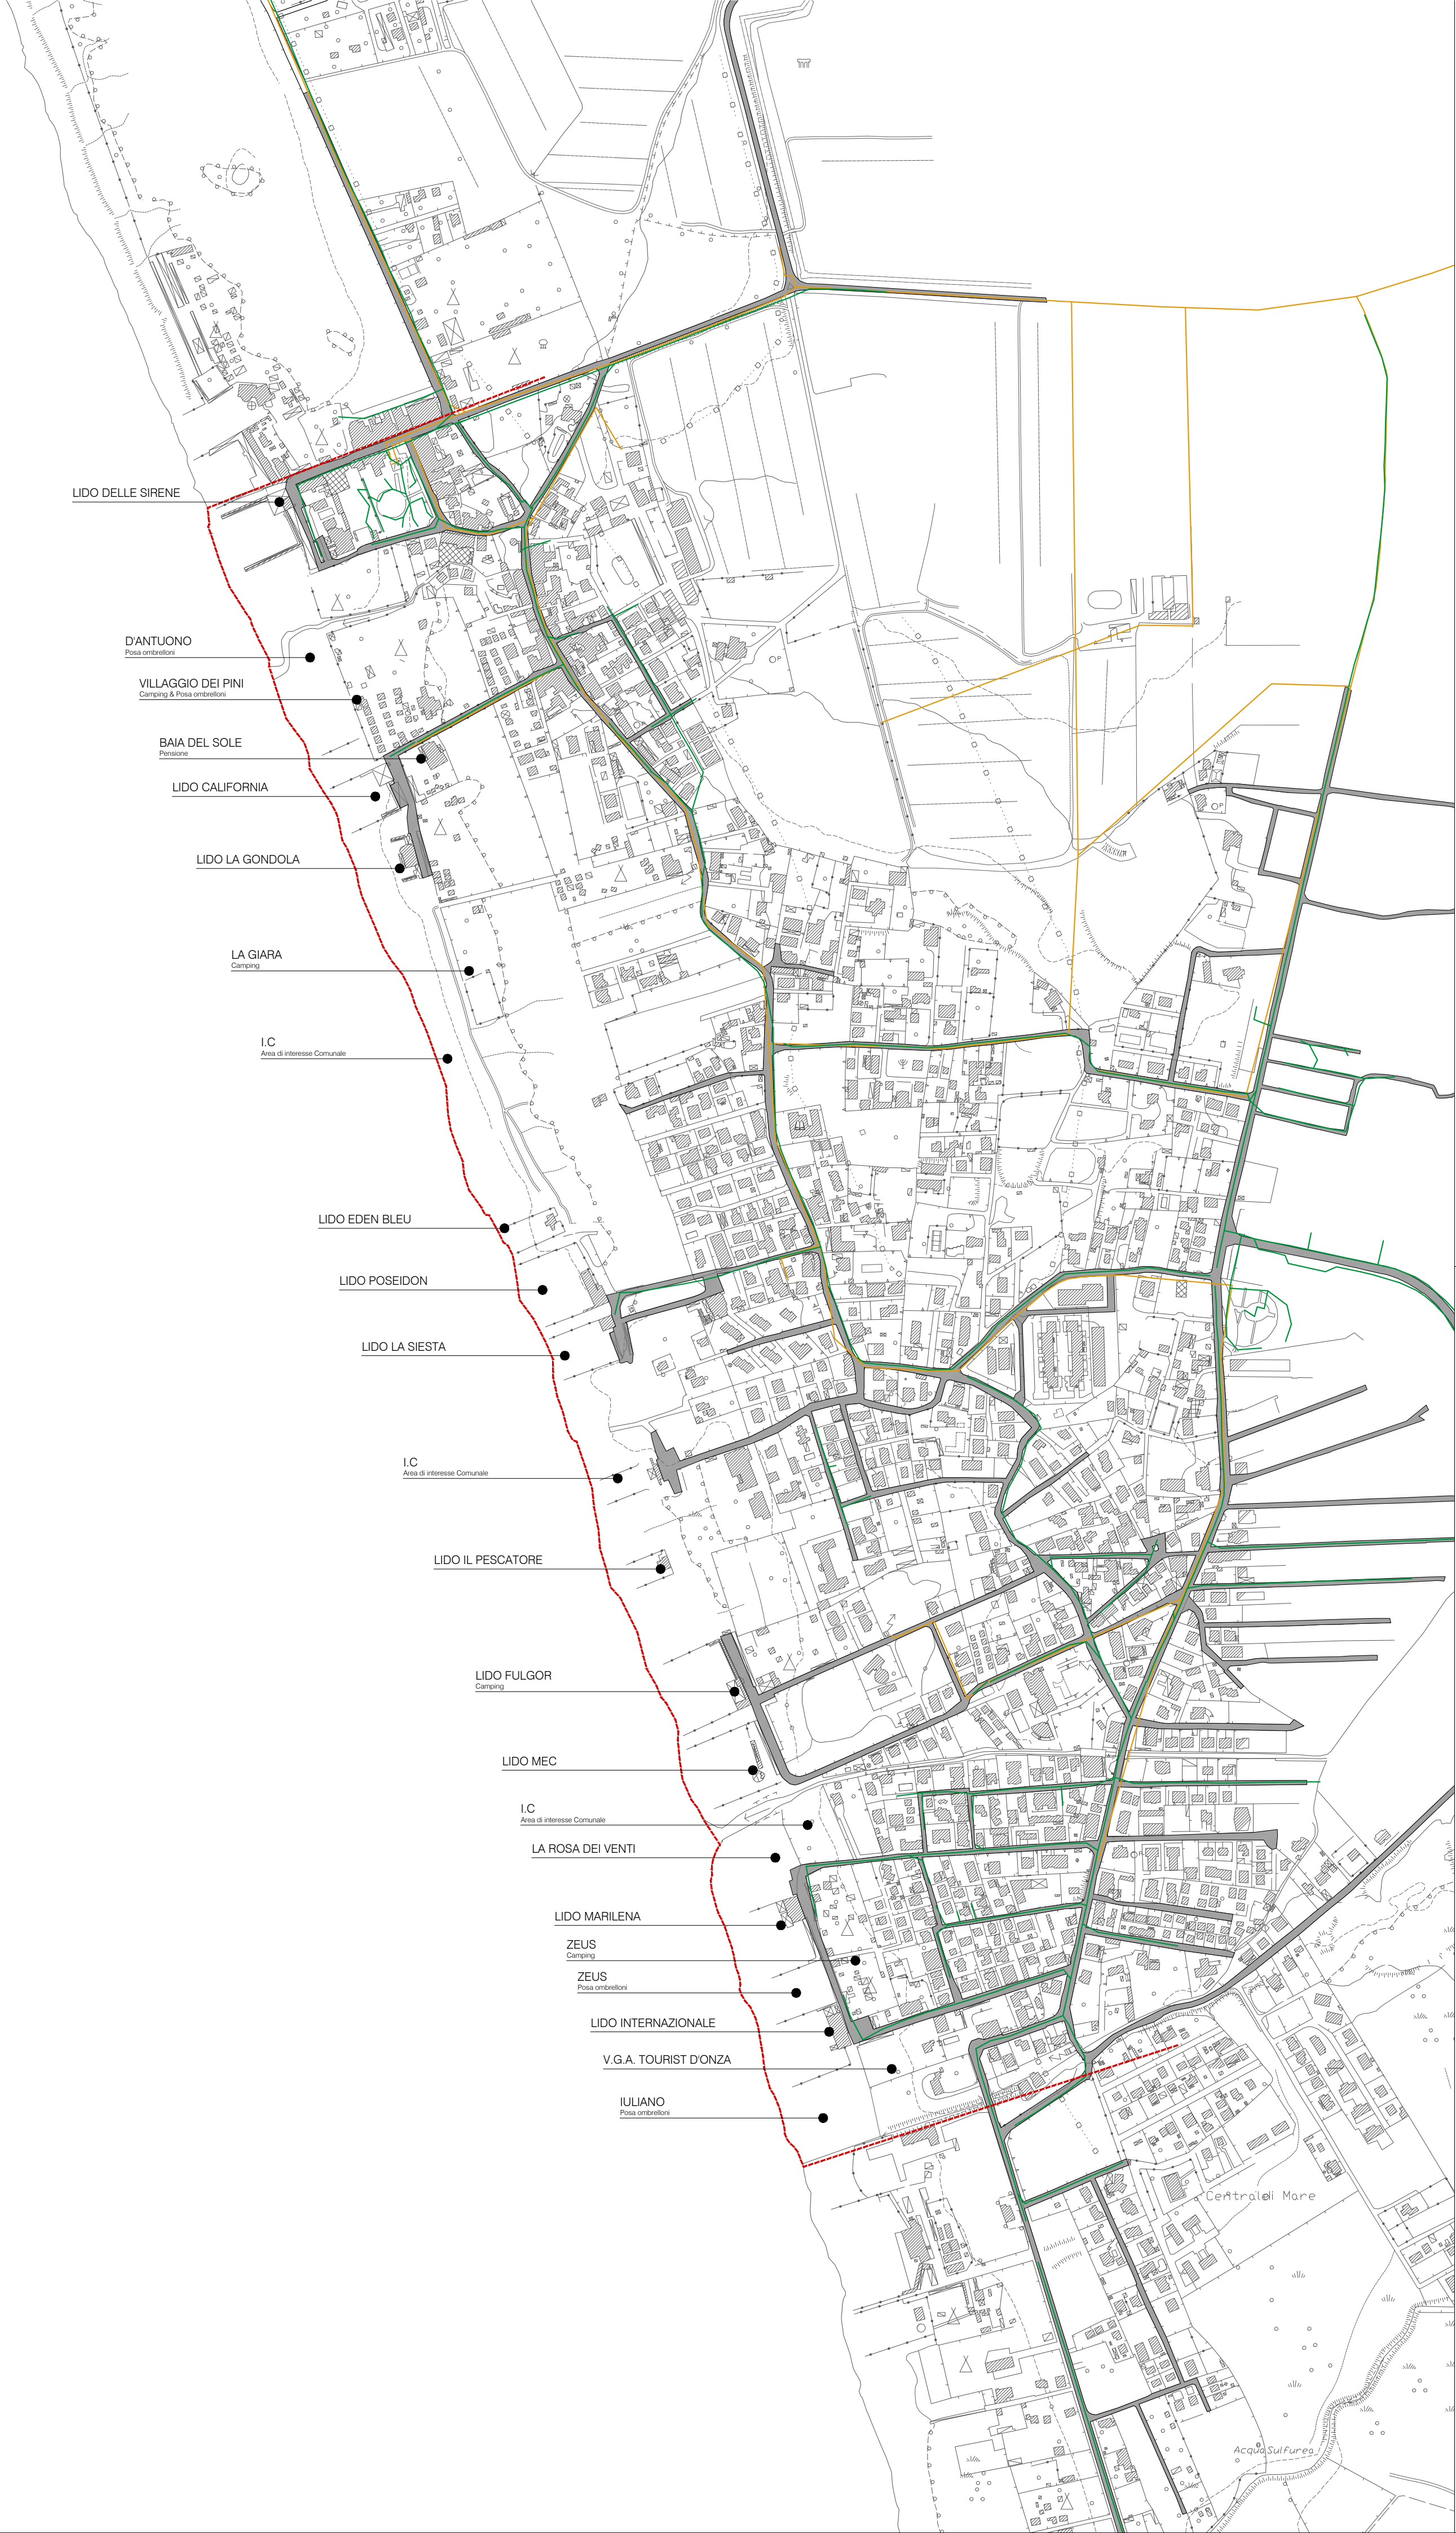 LIDO DELLE SIRENE
D'ANTUONO
Posa ombrelloni
VILLAGGIO DEI PINI
Camping & Posa ombrelloni
BAIA DEL SOLE
Pensione
LIDO CALIFORNIA
LIDO LA GONDOLA
LA GIARA
Camping
I.C
Area di interesse Comunale
LIDO EDEN BLEU
LIDO POSEIDON
LIDO LA SIESTA
I.C
Area di interesse Comunale
LIDO IL PESCATORE
LIDO FULGOR
Camping
LIDO MEC
I.C
Area di interesse Comunale
LA ROSA DEI VENTI
LIDO MARILENA
ZEUS
Camping
ZEUS
Posa ombrelloni
LIDO INTERNAZIONALE
V.G.A. TOURIST D'ONZA
IULIANO
Posa ombrelloni
Centrale di Mare
Acqua Sulfurea
P
P